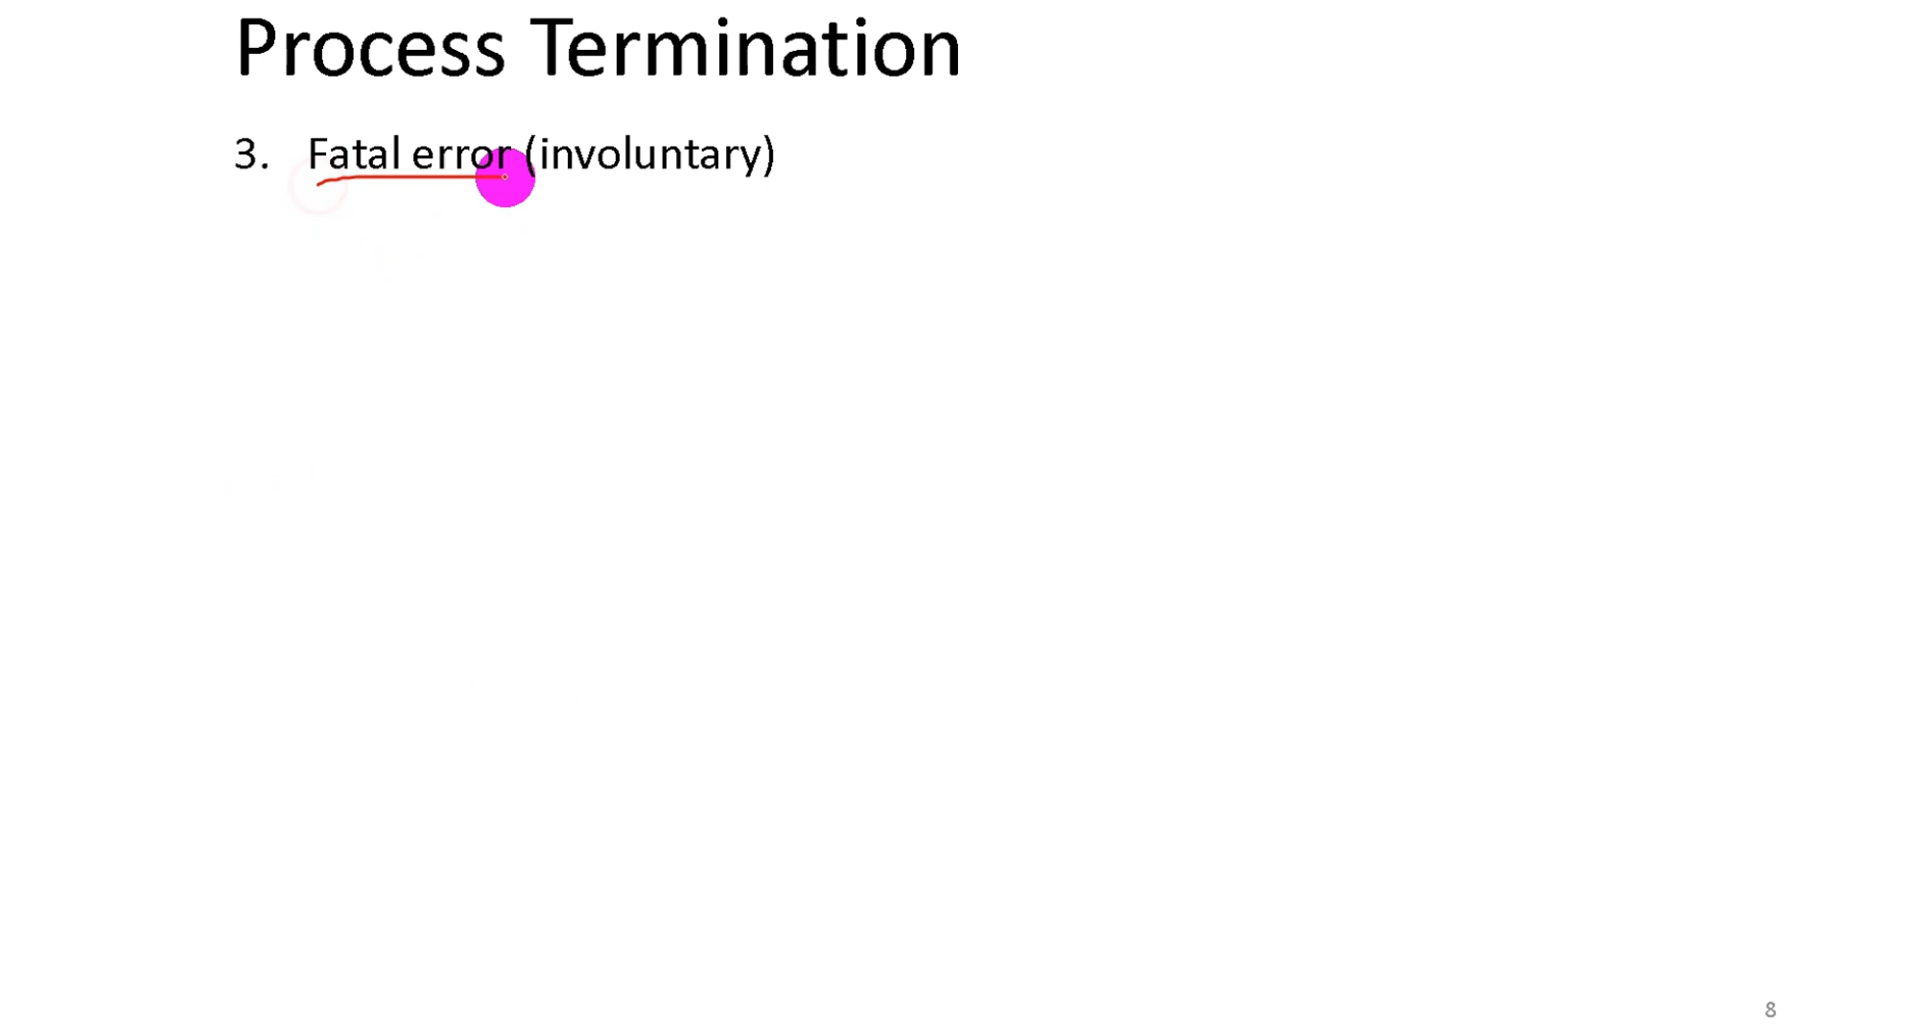 Process Termination
3. Fatal error (involuntary)
8